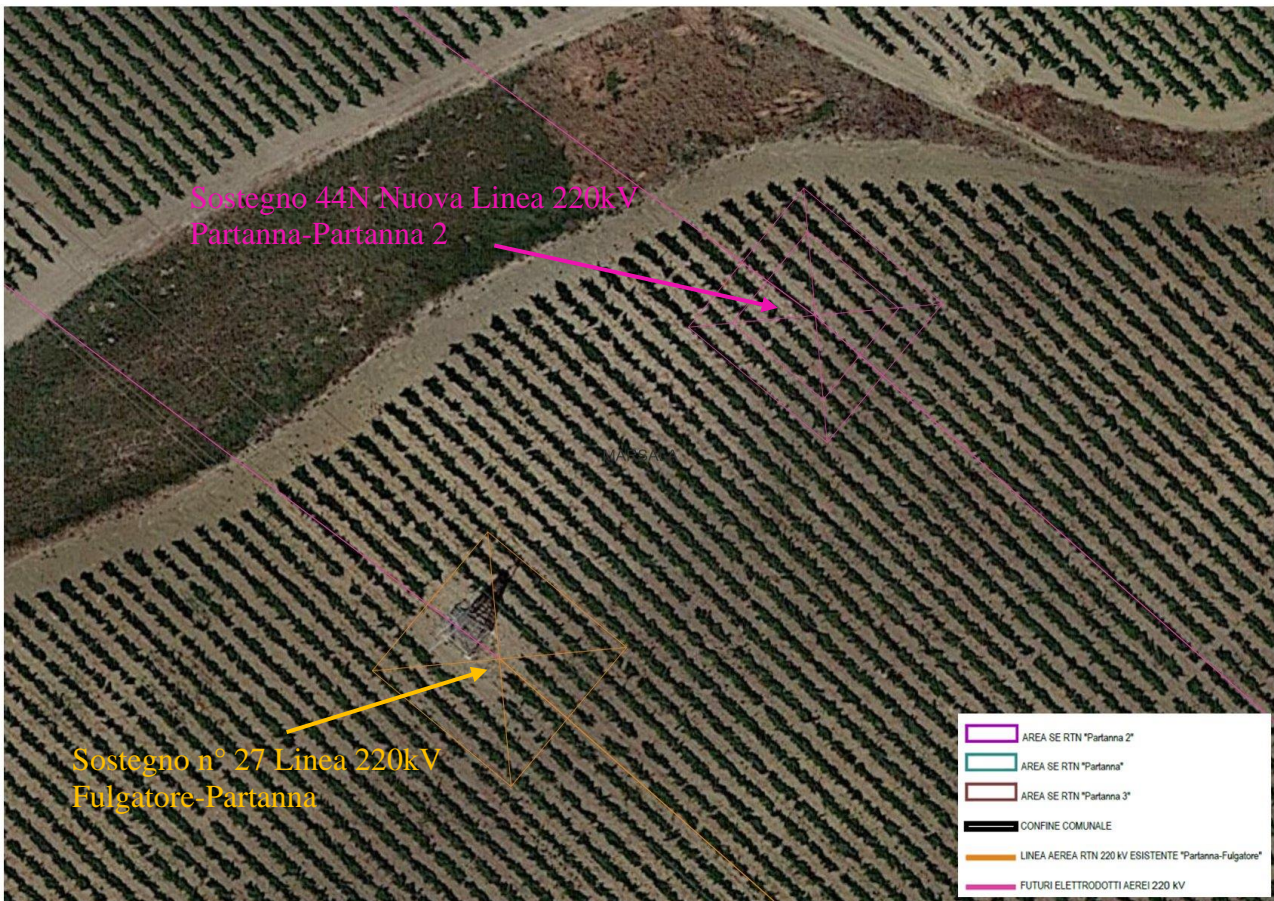 Sostegno 44N Nuova Linea 220kV
Partanna-Partanna 2
MARSALA
Sostegno n° 27 Linea 220kV
Fulgatore-Partanna
AREA SE RTN "Partanna 2"
AREA SE RTN "Partanna"
AREA SE RTN "Partanna 3"
CONFINE COMUNALE
LINEA AEREA RTN 220 kV ESISTENTE "Partanna-Fulgatore"
FUTURI ELETTRODOTTI AEREI 220 kV